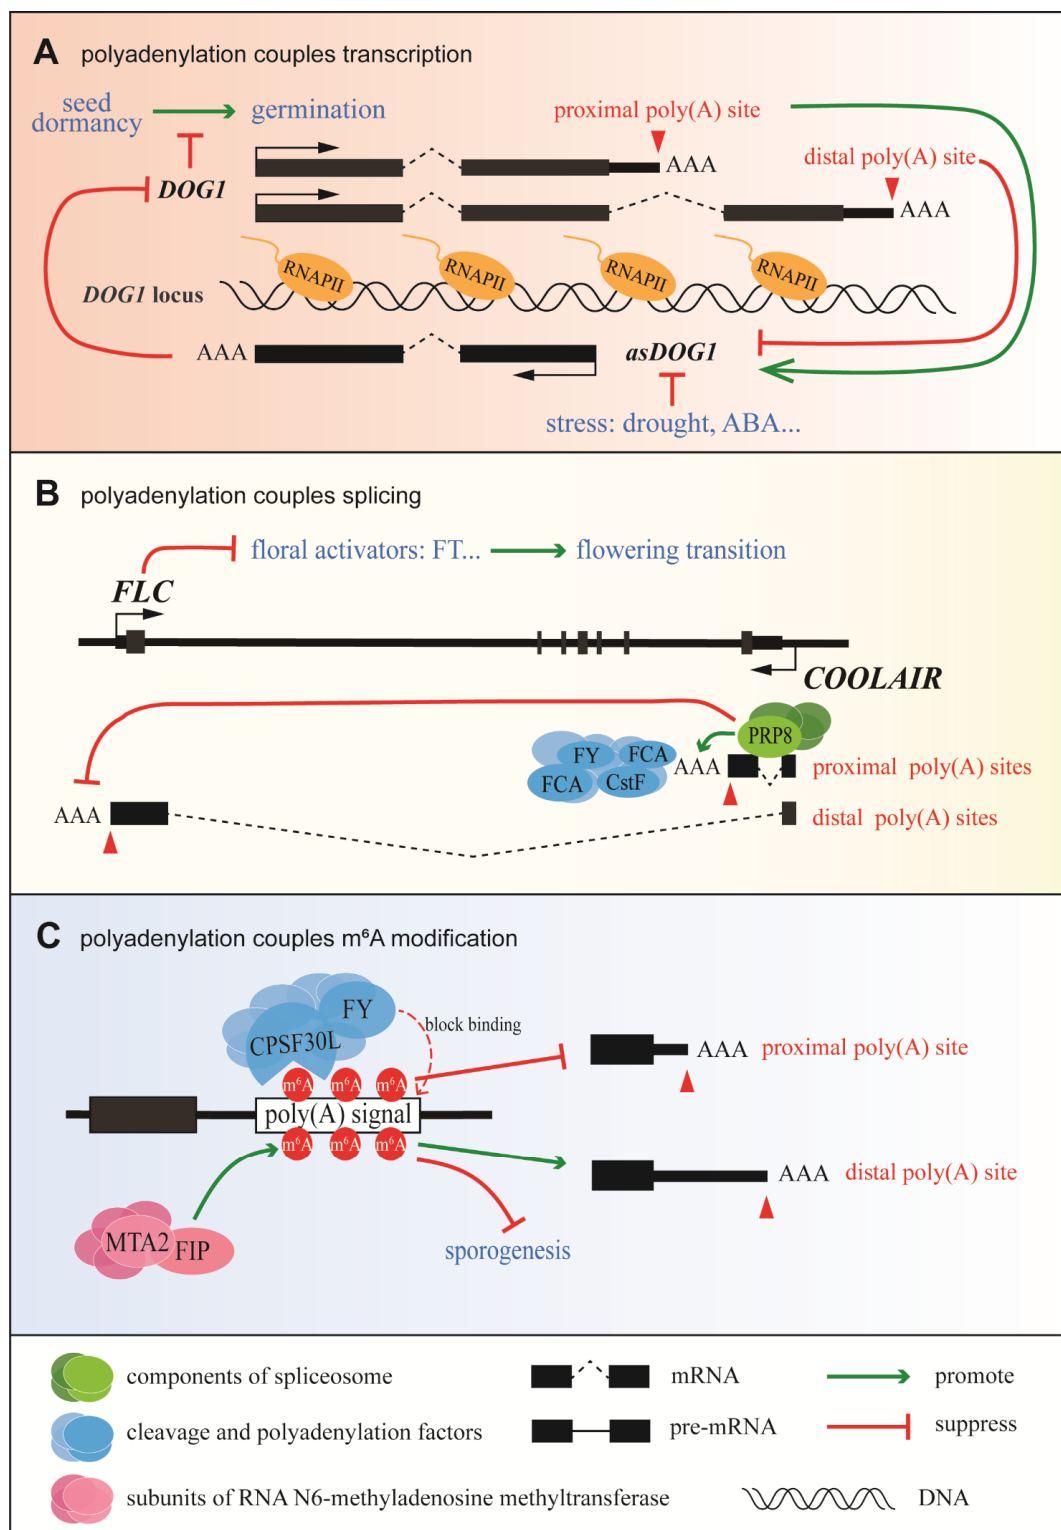 A polyadenylation couples transcription
seed
dormancy
germination
proximal poly(A) site
AAA
distal poly(A) site
DOG1
AAA
RNAPII
RNAPII
RNAPII
RNAPII
DOG1 locus
AAA
asDOG1
stress: drought, ABA...
B polyadenylation couples splicing
floral activators: FT...
flowering transition
FLC
COOLAIR
PRP8
FY
FCA
AAA
FCA
CstF
proximal poly(A) sites
AAA
distal poly(A) sites
C polyadenylation couples m⁶A modification
FY
CPSF30L
block binding
AAA
proximal poly(A) site
m⁶A
m⁶A
m⁶A
poly(A) signal
m⁶A
m⁶A
m⁶A
AAA
distal poly(A) site
MTA2
FIP
sporogenesis
components of spliceosome
mRNA
promote
cleavage and polyadenylation factors
pre-mRNA
suppress
subunits of RNA N6-methyladenosine methyltransferase
DNA